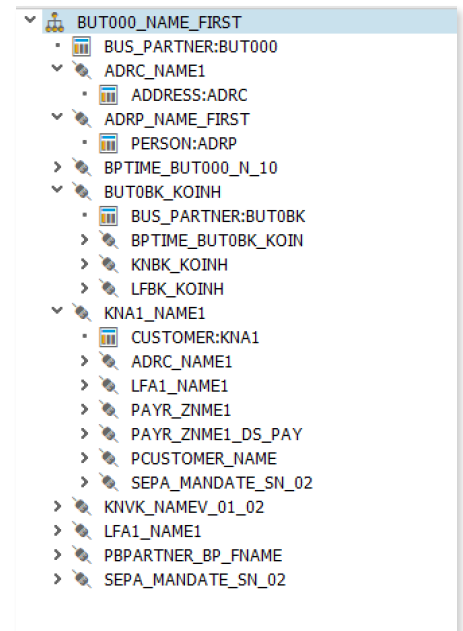 BUT000_NAME_FIRST
BUS_PARTNER:BUT000
ADRC_NAME1
ADDRESS:ADRC
ADRP_NAME_FIRST
PERSON:ADRP
BPTIME_BUT000_N_10
BUT0BK_KOINH
BUS_PARTNER:BUT0BK
BPTIME_BUT0BK_KOIN
KNBK_KOINH
LFBK_KOINH
KNA1_NAME1
CUSTOMER:KNA1
ADRC_NAME1
LFA1_NAME1
PAYR_ZNME1
PAYR_ZNME1_DS_PAY
PCUSTOMER_NAME
SEPA_MANDATE_SN_02
KNVK_NAMEV_01_02
LFA1_NAME1
PBPARTNER_BP_FNAME
SEPA_MANDATE_SN_02